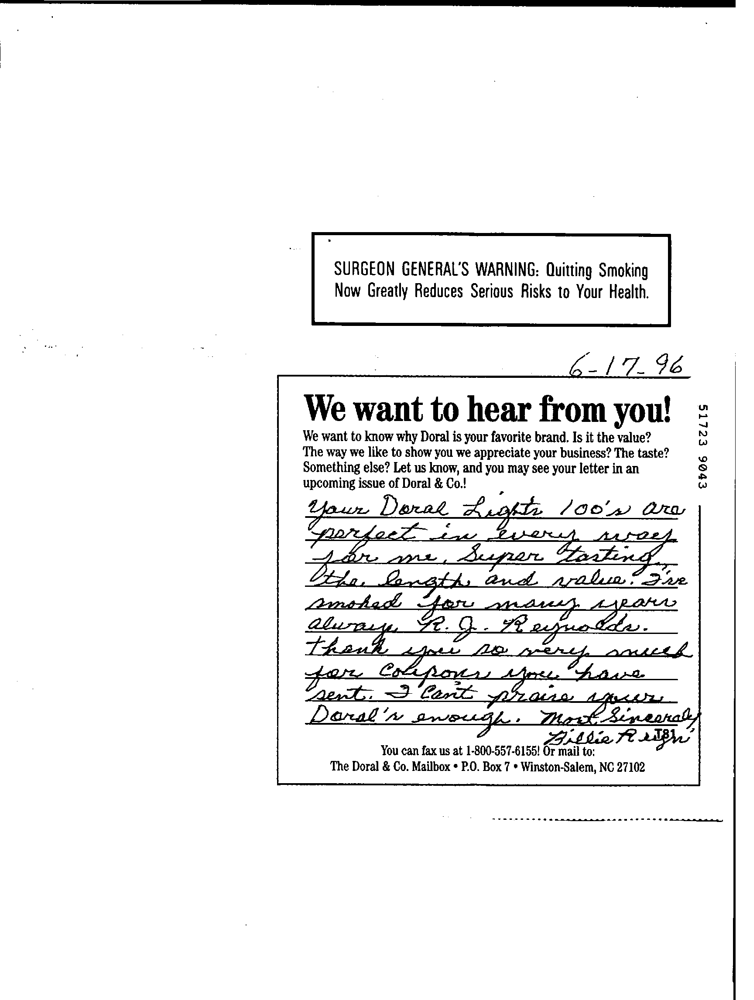 SURGEON GENERAL'S WARNING: Quitting Smoking
Now Greatly Reduces Serious Risks to Your Health.
6-17-96
We want to hear from you!
We want to know why Doral is your favorite brand. Is it the value?
The way we like to show you we appreciate your business? The taste?
Something else? Let us know, and you may see your letter in an
upcoming issue of Doral & Co.!
Your Doral Lights 100's are
perfect in every way
for me, Super tasting,
the length and value. I've
smoked for many years
always R. J. Reynolds.
Thank you so very much
for Coupons you have
sent. I Can't praise your
Doral's enough. Most Sincerely
Billie
You can fax us at 1-800-557-6155! Or mail to:
The Doral & Co. Mailbox • P.O. Box 7 • Winston-Salem, NC 27102
51723 9043